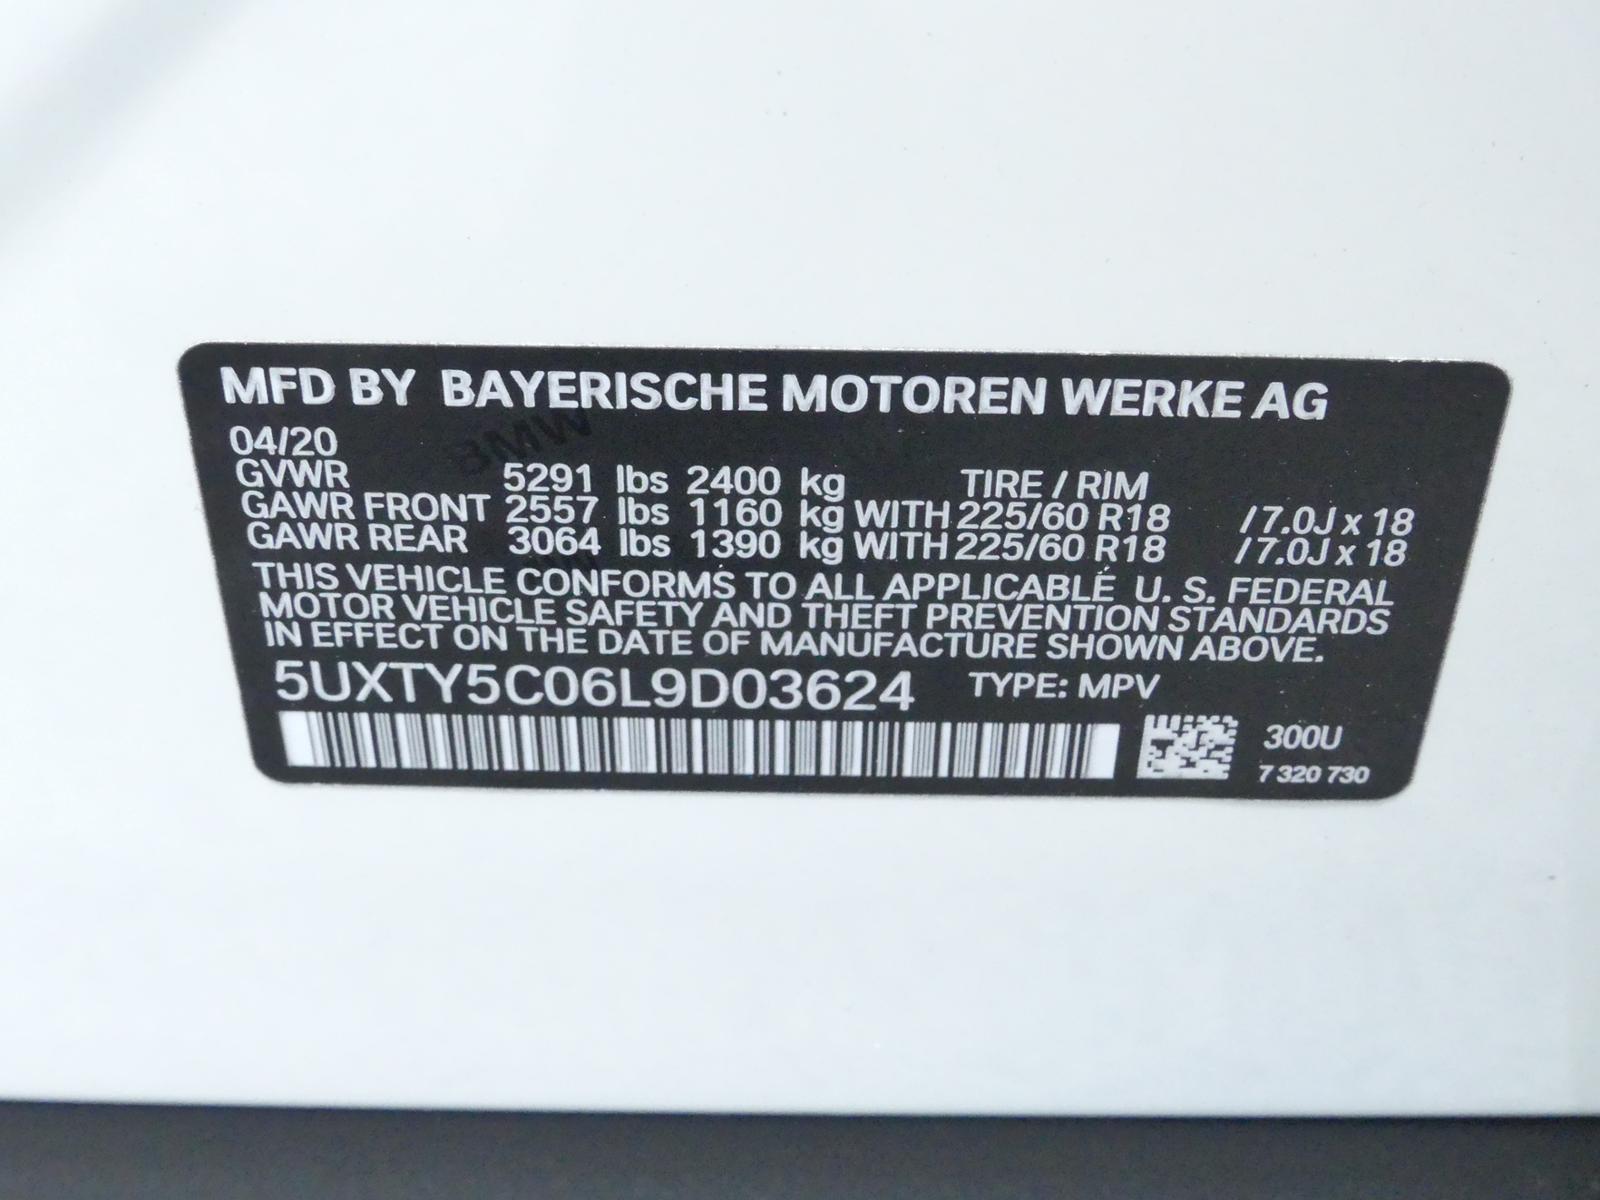 MFD BY BAYERISCHE MOTOREN WERKE AG
04/20
GVWR 5291 lbs 2400 kg TIRE / RIM
GAWR FRONT 2557 lbs 1160 kg WITH 225/60 R18 /7.0J x 18
GAWR REAR 3064 lbs 1390 kg WITH 225/60 R18 /7.0J x 18
THIS VEHICLE CONFORMS TO ALL APPLICABLE U. S. FEDERAL
MOTOR VEHICLE SAFETY AND THEFT PREVENTION STANDARDS
IN EFFECT ON THE DATE OF MANUFACTURE SHOWN ABOVE.
5UXTY5C06L9D03624 TYPE: MPV
300U
7 320 730
BMW